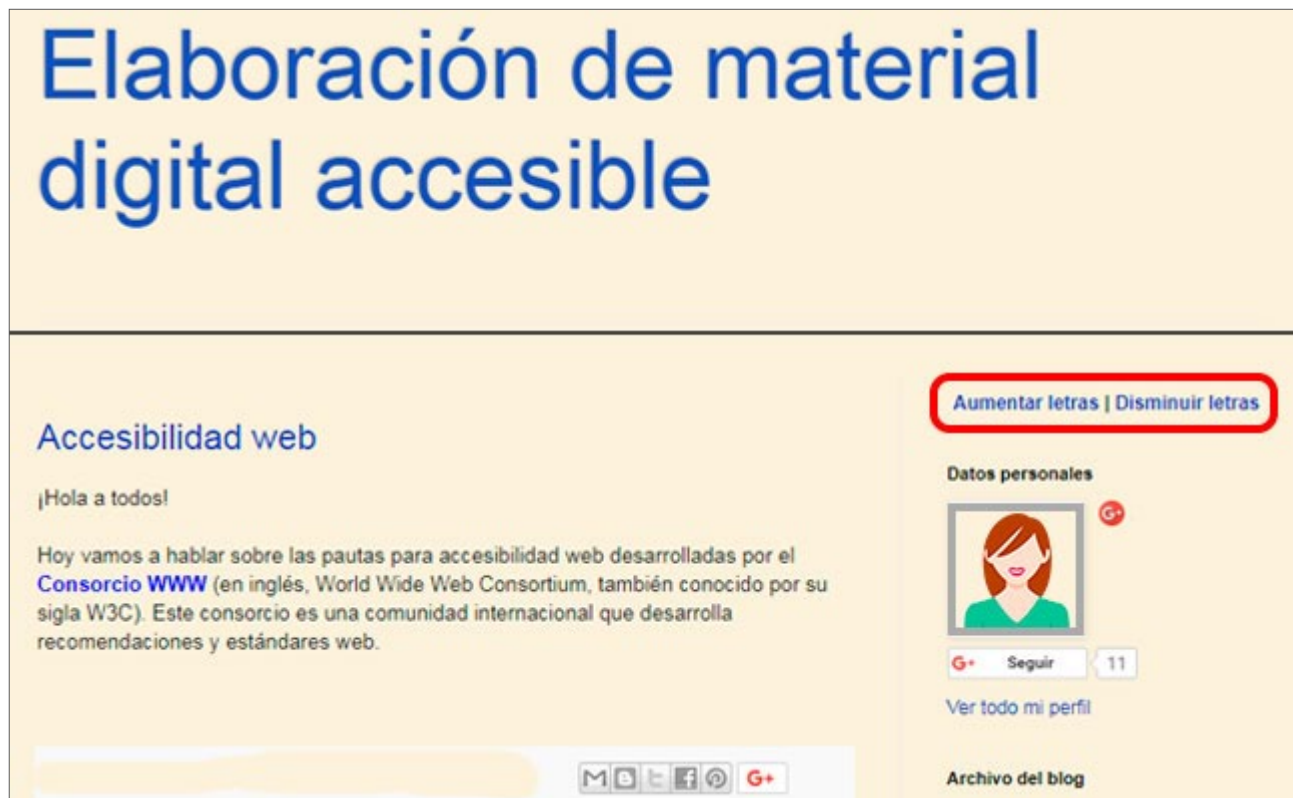 Elaboración de material
digital accesible
Aumentar letras | Disminuir letras
Accesibilidad web
¡Hola a todos!
Hoy vamos a hablar sobre las pautas para accesibilidad web desarrolladas por el
Consorcio WWW (en inglés, World Wide Web Consortium, también conocido por su
sigla W3C). Este consorcio es una comunidad internacional que desarrolla
recomendaciones y estándares web.
Datos personales
G+
G+ Seguir 11
Ver todo mi perfil
G+
Archivo del blog